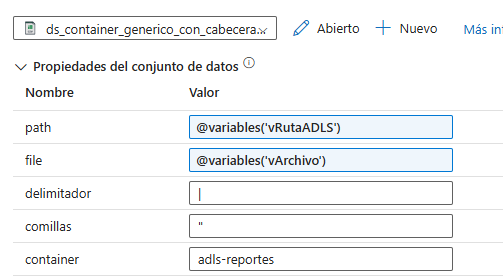 ds_container_generico_con_cabecera...
Abierto
Nuevo
Más in
Propiedades del conjunto de datos
Nombre Valor
path @variables('vRutaADLS')
file @variables('vArchivo')
delimitador |
comillas "
container adls-reportes